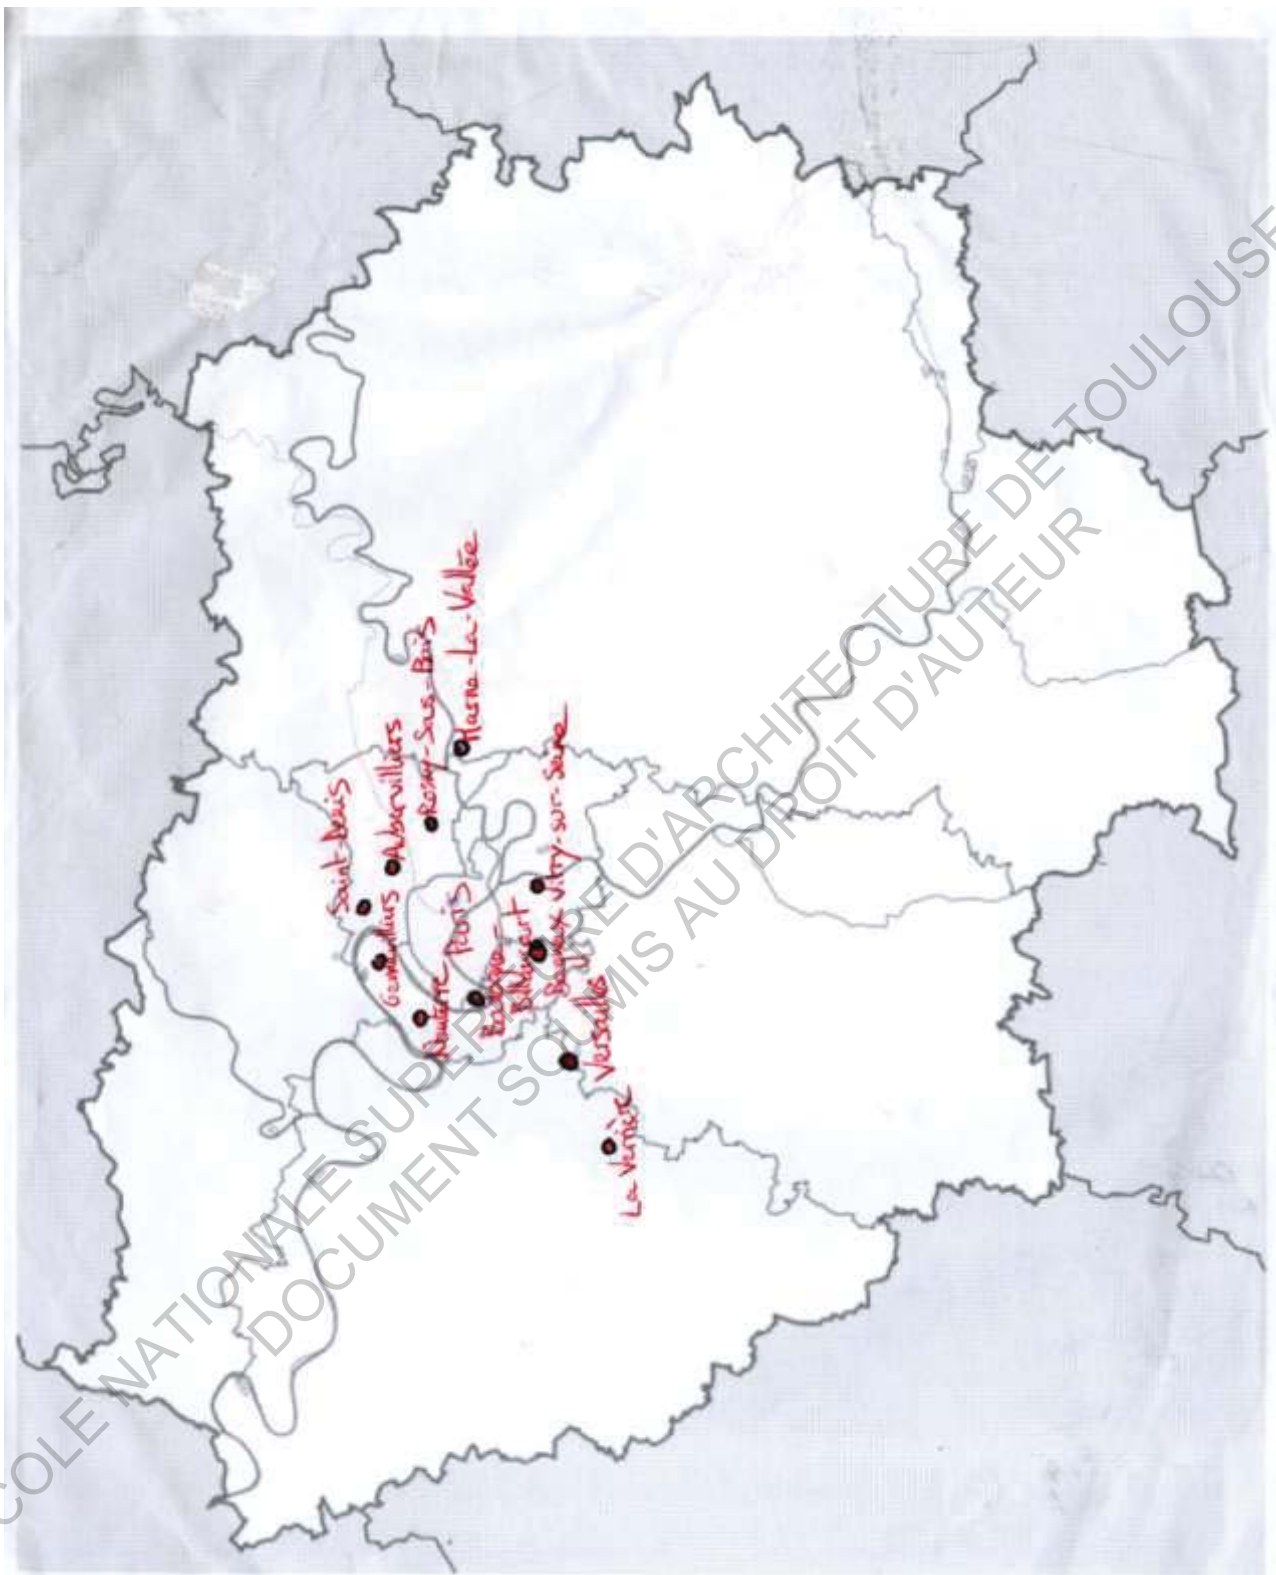 Saint-Denis
Aubervilliers
Rosny-Sous-Bois
Marne-La-Vallée
Gennevilliers
Paris
Nanterre
Boulogne-
Billancourt
Bagneux
Vitry-sur-Seine
Versailles
La Verrière
ECOLE NATIONALE SUPERIEURE D'ARCHITECTURE DE TOULOUSE
DOCUMENT SOUMIS AU DROIT D'AUTEUR